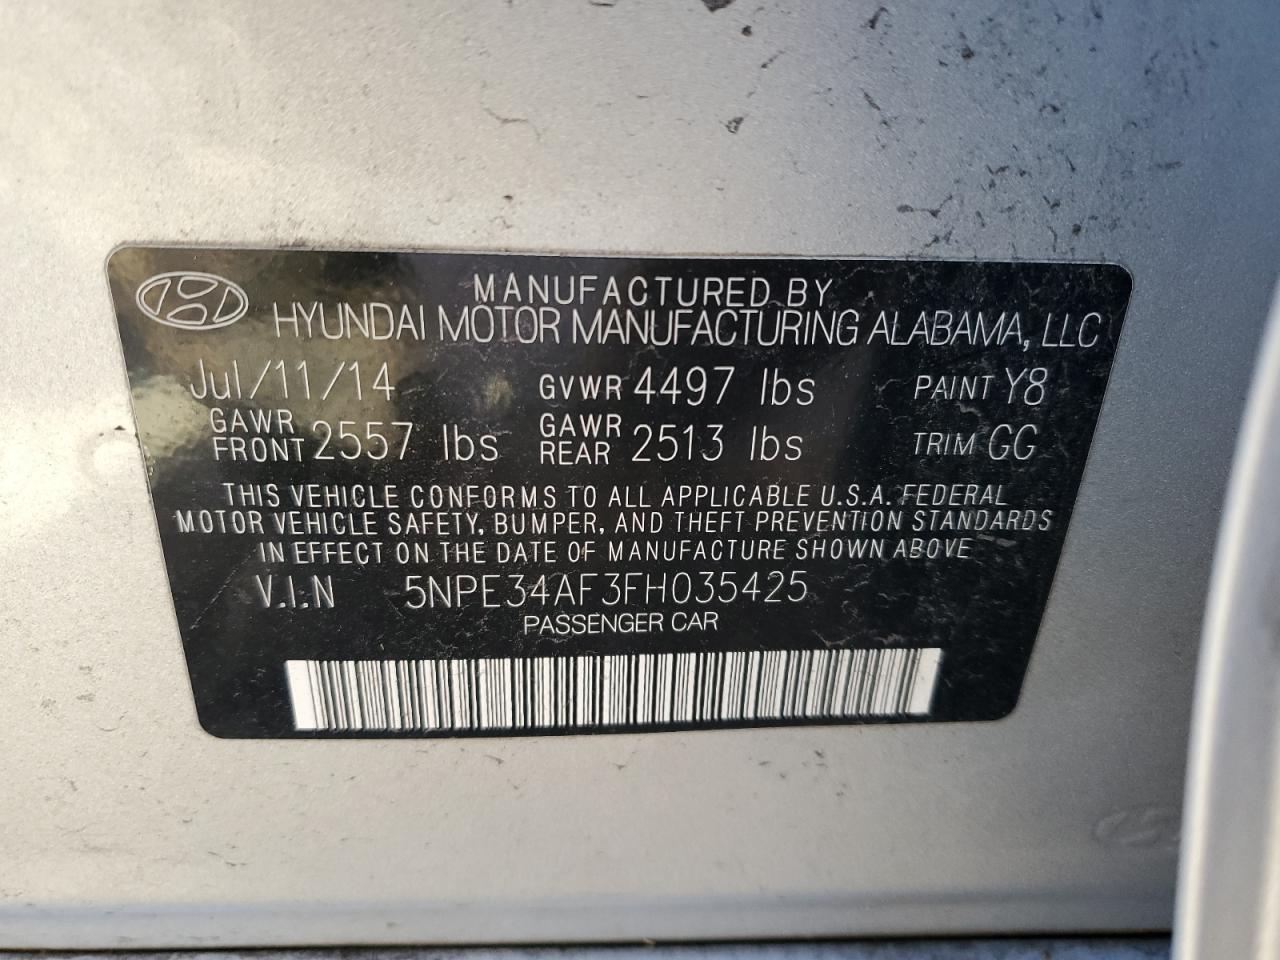 MANUFACTURED BY
HYUNDAI MOTOR MANUFACTURING ALABAMA, LLC
Jul/11/14 GVWR 4497 lbs PAINT Y8
GAWR FRONT 2557 lbs GAWR REAR 2513 lbs TRIM GG
THIS VEHICLE CONFORMS TO ALL APPLICABLE U.S.A. FEDERAL
MOTOR VEHICLE SAFETY, BUMPER, AND THEFT PREVENTION STANDARDS
IN EFFECT ON THE DATE OF MANUFACTURE SHOWN ABOVE
V.I.N 5NPE34AF3FH035425
PASSENGER CAR